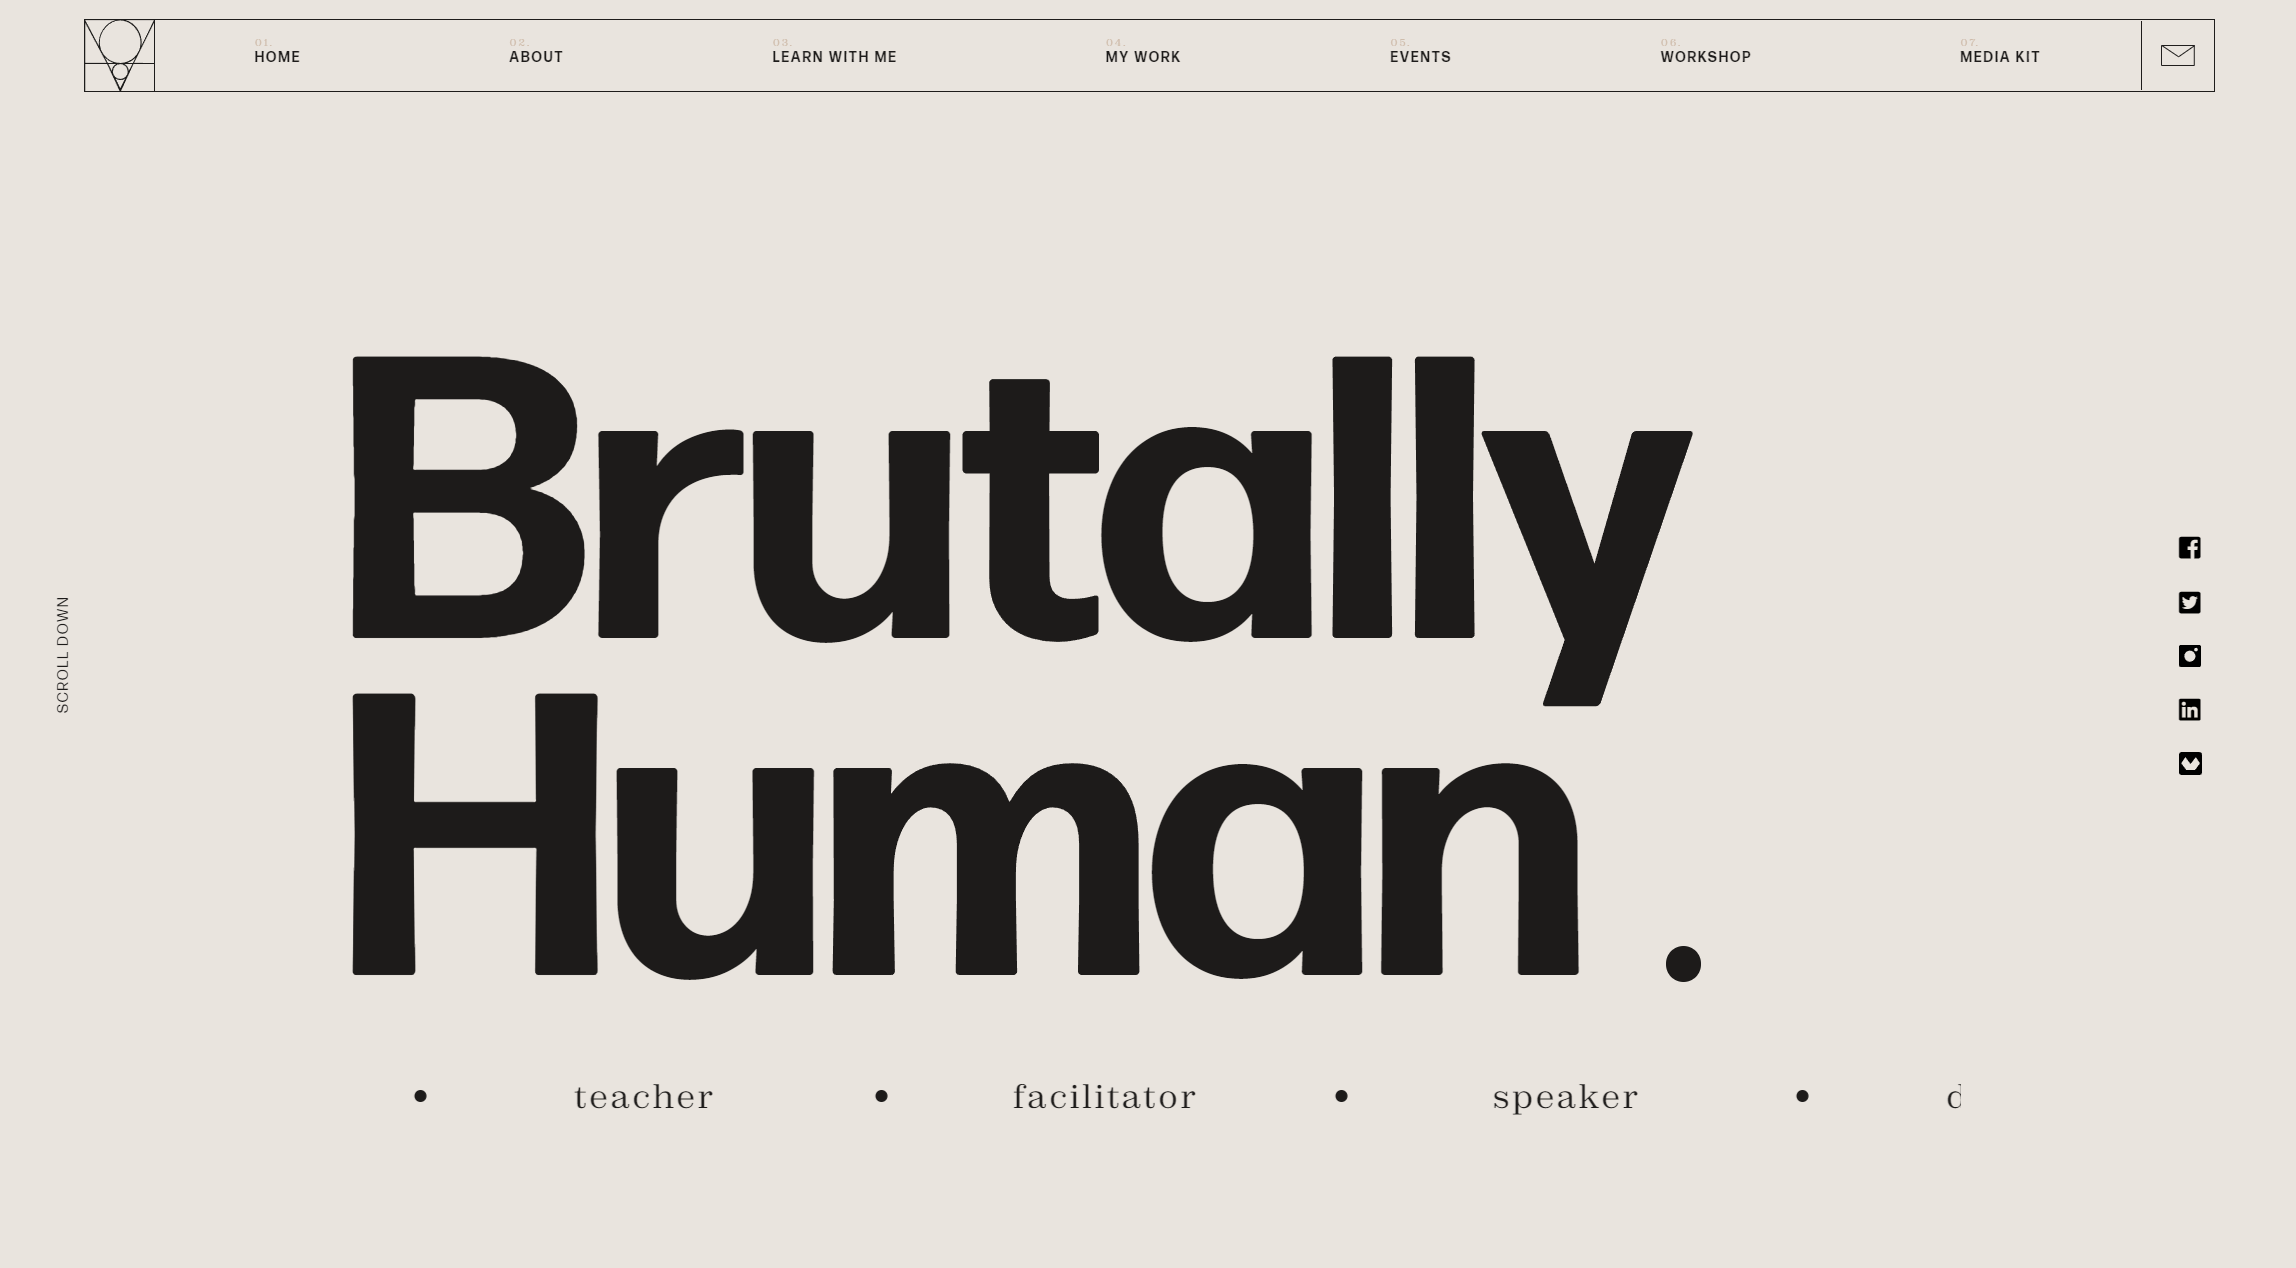 01.
HOME
02.
ABOUT
03.
LEARN WITH ME
04.
MY WORK
05.
EVENTS
06.
WORKSHOP
07.
MEDIA KIT
Brutally
Human.
SCROLL DOWN
• teacher • facilitator • speaker •